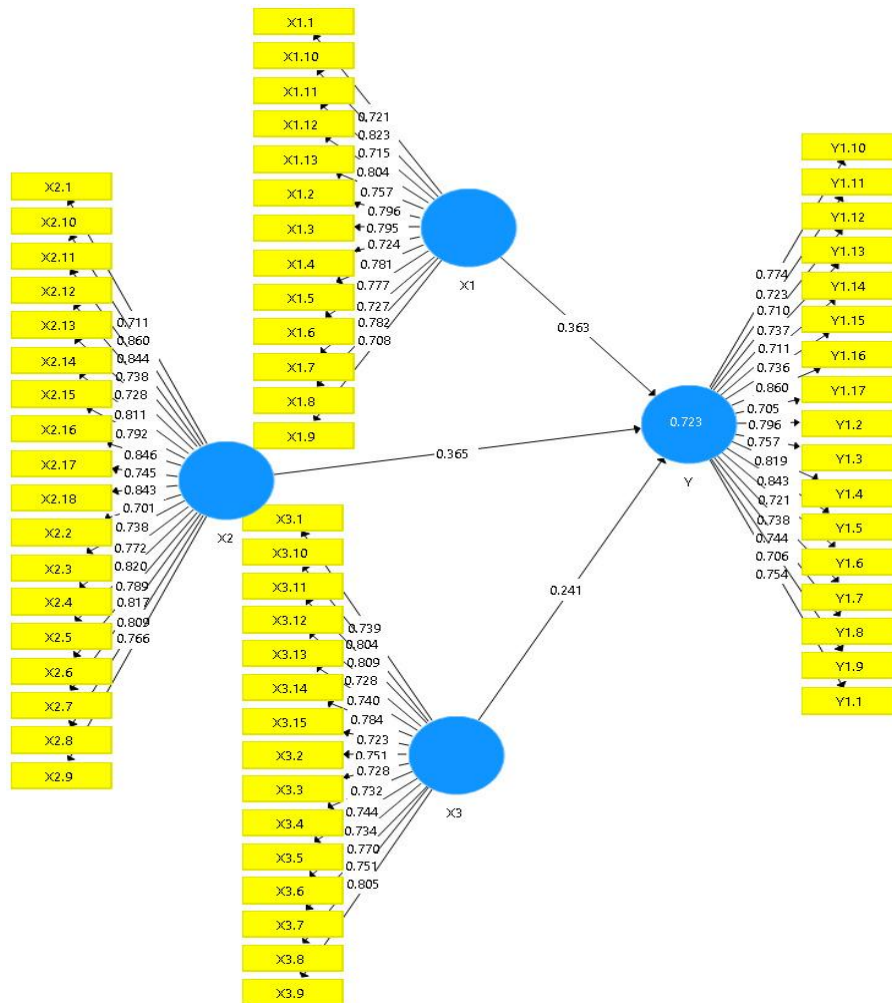 X1.1
X1.10
X1.11
X1.12
X1.13
X1.2
X1.3
X1.4
X1.5
X1.6
X1.7
X1.8
X1.9
0.721
0.823
0.715
0.804
0.757
0.796
0.795
0.724
0.781
0.777
0.727
0.782
0.708
X1
0.363
X2.1
X2.10
X2.11
X2.12
X2.13
X2.14
X2.15
X2.16
X2.17
X2.18
X2.2
X2.3
X2.4
X2.5
X2.6
X2.7
X2.8
X2.9
0.711
0.860
0.844
0.738
0.728
0.811
0.792
0.846
0.745
0.843
0.701
0.738
0.772
0.820
0.789
0.817
0.809
0.766
X2
0.365
X3.1
X3.10
X3.11
X3.12
X3.13
X3.14
X3.15
X3.2
X3.3
X3.4
X3.5
X3.6
X3.7
X3.8
X3.9
0.739
0.804
0.809
0.728
0.740
0.784
0.723
0.751
0.728
0.732
0.744
0.734
0.770
0.751
0.805
X3
0.241
0.723
Y
0.774
0.723
0.710
0.737
0.711
0.736
0.860
0.705
0.796
0.757
0.819
0.843
0.721
0.738
0.744
0.706
0.754
Y1.10
Y1.11
Y1.12
Y1.13
Y1.14
Y1.15
Y1.16
Y1.17
Y1.2
Y1.3
Y1.4
Y1.5
Y1.6
Y1.7
Y1.8
Y1.9
Y1.1